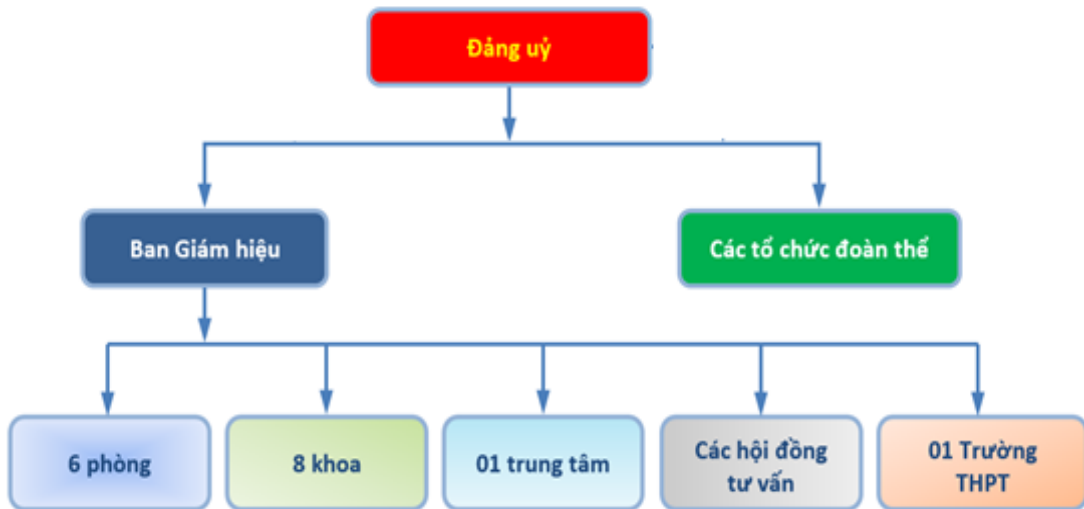 Đảng uỷ
Ban Giám hiệu
Các tổ chức đoàn thể
6 phòng
8 khoa
01 trung tâm
Các hội đồng
tư vấn
01 Trường
THPT